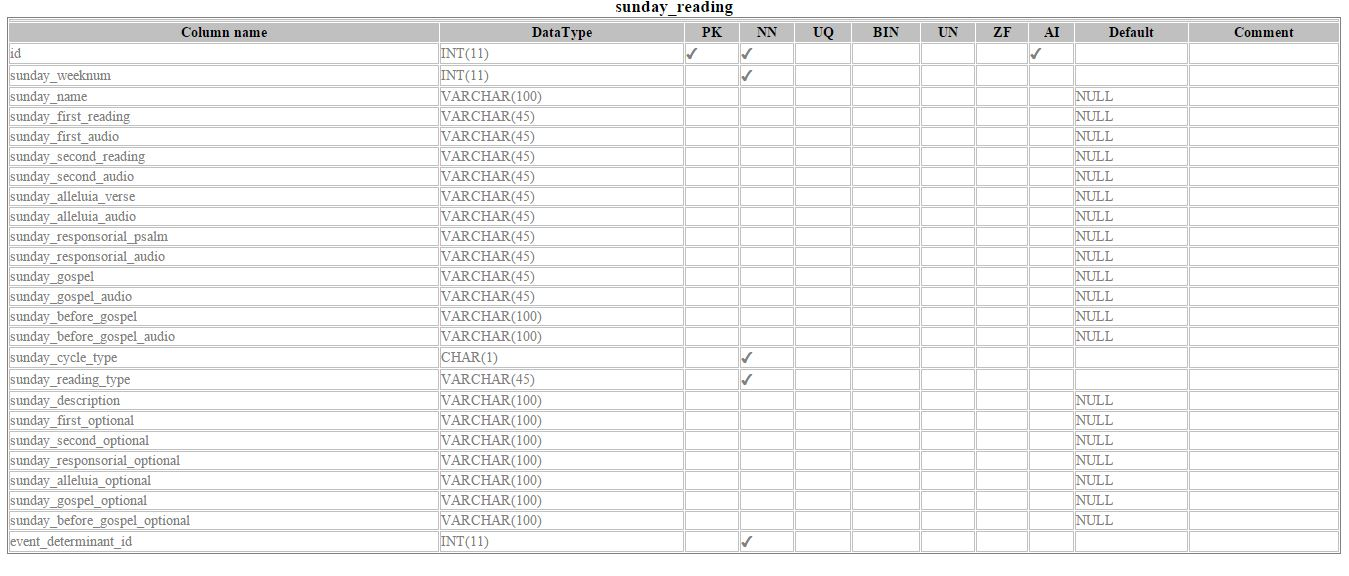 sunday_reading
Column name DataType PK NN UQ BIN UN ZF AI Default Comment
id INT(11) ✓ ✓ ✓
sunday_weeknum INT(11) ✓
sunday_name VARCHAR(100) NULL
sunday_first_reading VARCHAR(45) NULL
sunday_first_audio VARCHAR(45) NULL
sunday_second_reading VARCHAR(45) NULL
sunday_second_audio VARCHAR(45) NULL
sunday_alleluia_verse VARCHAR(45) NULL
sunday_alleluia_audio VARCHAR(45) NULL
sunday_responsorial_psalm VARCHAR(45) NULL
sunday_responsorial_audio VARCHAR(45) NULL
sunday_gospel VARCHAR(45) NULL
sunday_gospel_audio VARCHAR(45) NULL
sunday_before_gospel VARCHAR(100) NULL
sunday_before_gospel_audio VARCHAR(100) NULL
sunday_cycle_type CHAR(1) ✓
sunday_reading_type VARCHAR(45) ✓
sunday_description VARCHAR(100) NULL
sunday_first_optional VARCHAR(100) NULL
sunday_second_optional VARCHAR(100) NULL
sunday_responsorial_optional VARCHAR(100) NULL
sunday_alleluia_optional VARCHAR(100) NULL
sunday_gospel_optional VARCHAR(100) NULL
sunday_before_gospel_optional VARCHAR(100) NULL
event_determinant_id INT(11) ✓